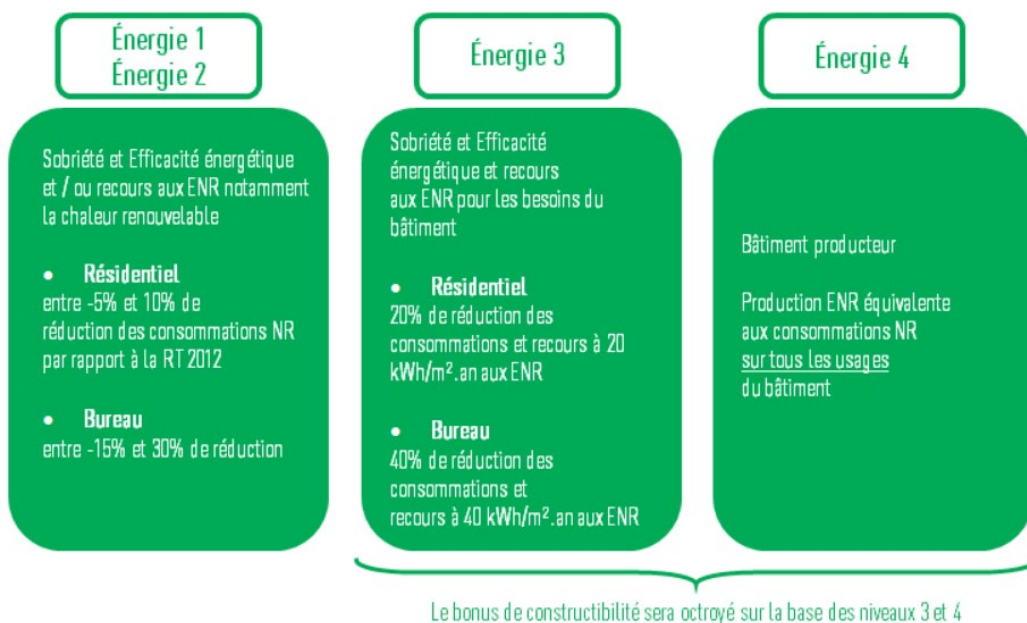 Énergie 1
Énergie 2
Sobriété et Efficacité énergétique
et / ou recours aux ENR notamment
la chaleur renouvelable
• Résidentiel
entre -5% et 10% de
réduction des consommations NR
par rapport à la RT 2012
• Bureau
entre -15% et 30% de réduction
Énergie 3
Sobriété et Efficacité
énergétique et recours
aux ENR pour les besoins du
bâtiment
• Résidentiel
20% de réduction des
consommations et recours à 20
kWh/m².an aux ENR
• Bureau
40% de réduction des
consommations et
recours à 40 kWh/m².an aux ENR
Énergie 4
Bâtiment producteur
Production ENR équivalente
aux consommations NR
sur tous les usages
du bâtiment
Le bonus de constructibilité sera octroyé sur la base des niveaux 3 et 4